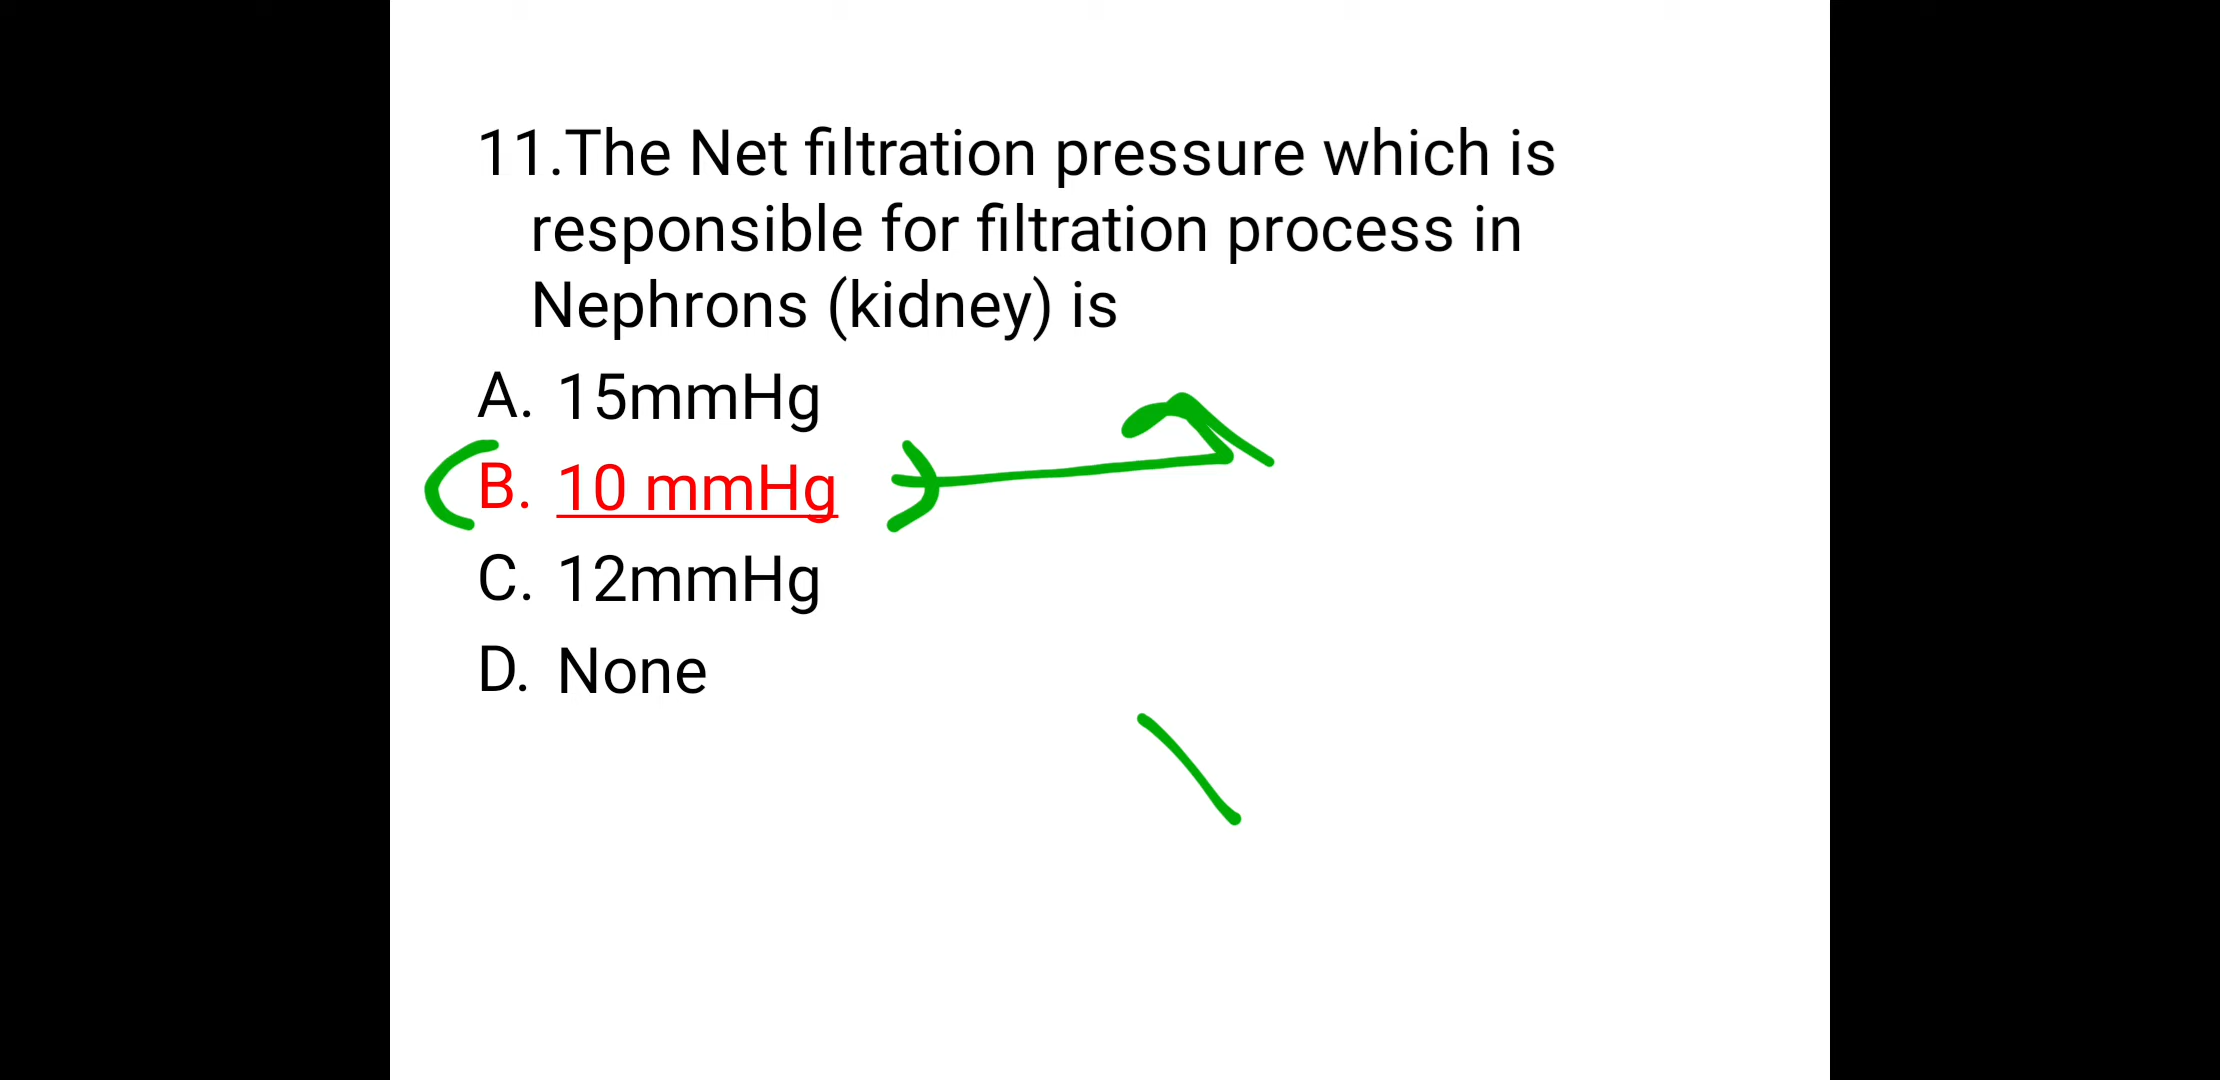 11.The Net filtration pressure which is
responsible for filtration process in
Nephrons (kidney) is
A. 15mmHg
B. 10 mmHg
C. 12mmHg
D. None